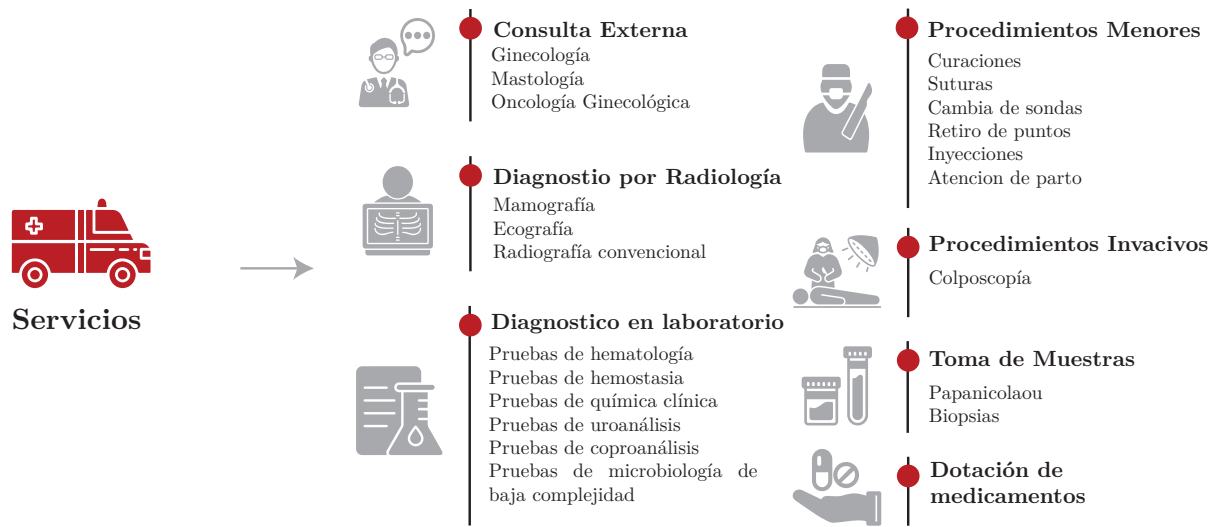 Servicios
Consulta Externa
Ginecología
Mastología
Oncología Ginecológica
Diagnostio por Radiología
Mamografía
Ecografía
Radiografía convencional
Diagnostico en laboratorio
Pruebas de hematología
Pruebas de hemostasia
Pruebas de química clínica
Pruebas de uroanálisis
Pruebas de coproanálisis
Pruebas de microbiología de
baja complejidad
Procedimientos Menores
Curaciones
Suturas
Cambia de sondas
Retiro de puntos
Inyecciones
Atencion de parto
Procedimientos Invacivos
Colposcopía
Toma de Muestras
Papanicolaou
Biopsias
Dotación de
medicamentos